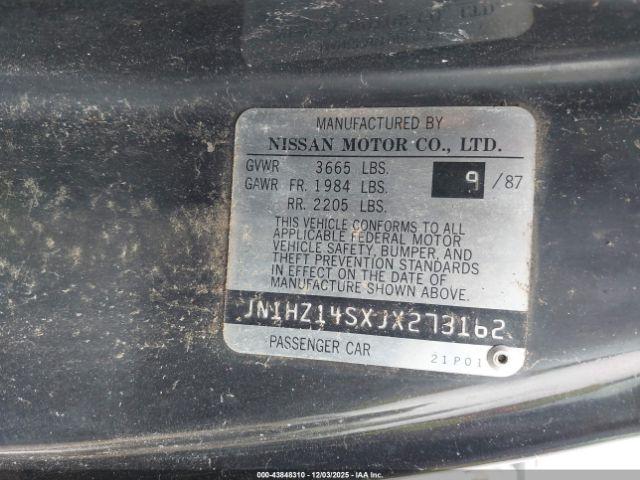 MANUFACTURED BY
NISSAN MOTOR CO., LTD.
GVWR 3665 LBS.
GAWR FR. 1984 LBS. 9 /87
RR. 2205 LBS.
THIS VEHICLE CONFORMS TO ALL
APPLICABLE FEDERAL MOTOR
VEHICLE SAFETY, BUMPER, AND
THEFT PREVENTION STANDARDS
IN EFFECT ON THE DATE OF
MANUFACTURE SHOWN ABOVE.
JN1HZ14SXJX273162
PASSENGER CAR 21P01
000-43848310 - 12/03/2025 - IAAI.COM